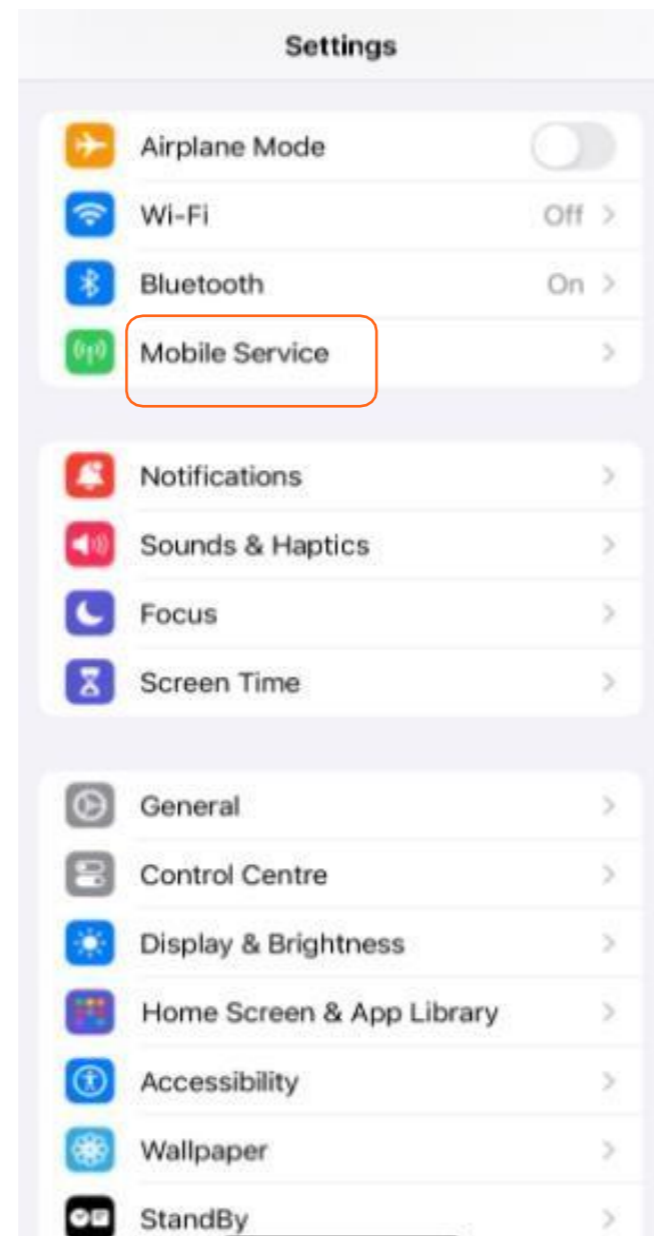 Settings
Airplane Mode
Wi-Fi Off
Bluetooth On
Mobile Service
Notifications
Sounds & Haptics
Focus
Screen Time
General
Control Centre
Display & Brightness
Home Screen & App Library
Accessibility
Wallpaper
StandBy